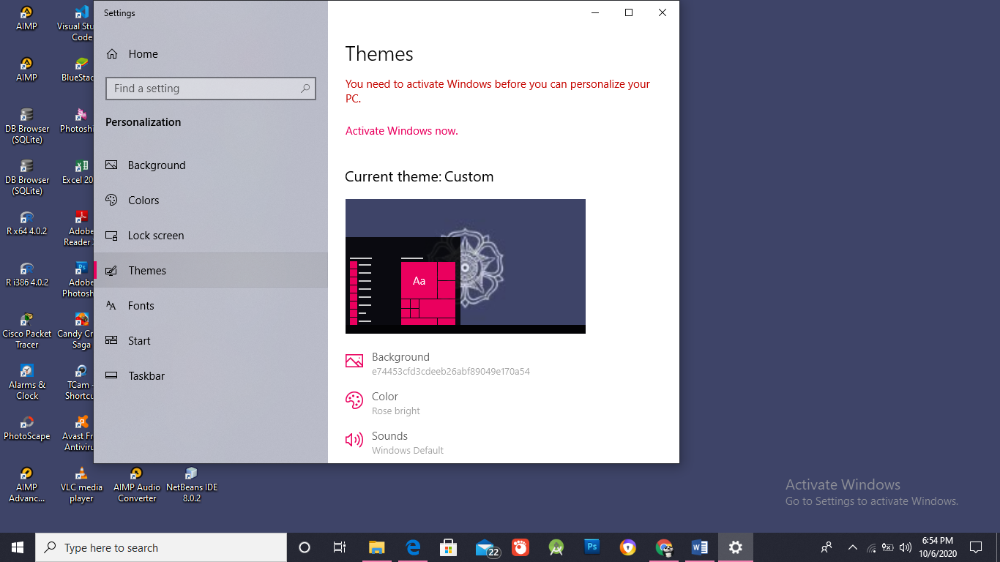 Settings
Home
Find a setting
Personalization
Background
Colors
Lock screen
Themes
Fonts
Start
Taskbar
Themes
You need to activate Windows before you can personalize your
PC.
Activate Windows now.
Current theme: Custom
Aa
Background
e74453cfd3cdeeb26abf89049e170a54
Color
Rose bright
Sounds
Windows Default
AIMP
Visual Stu
Code
AIMP
BlueStac
DB Browser
(SQLite)
Photoshi
DB Browser
(SQLite)
Excel 20
R x64 4.0.2
Adobe
Reader
R i386 4.0.2
Adobe
Photosh
Cisco Packet
Tracer
Candy Cr
Saga
Alarms &
Clock
TCam -
Shortcu
PhotoScape
Avast Fr
Antiviru
AIMP
Advanc...
VLC media
player
AIMP Audio
Converter
NetBeans IDE
8.0.2
Activate Windows
Go to Settings to activate Windows.
Type here to search
22
Ps
6:54 PM
10/6/2020